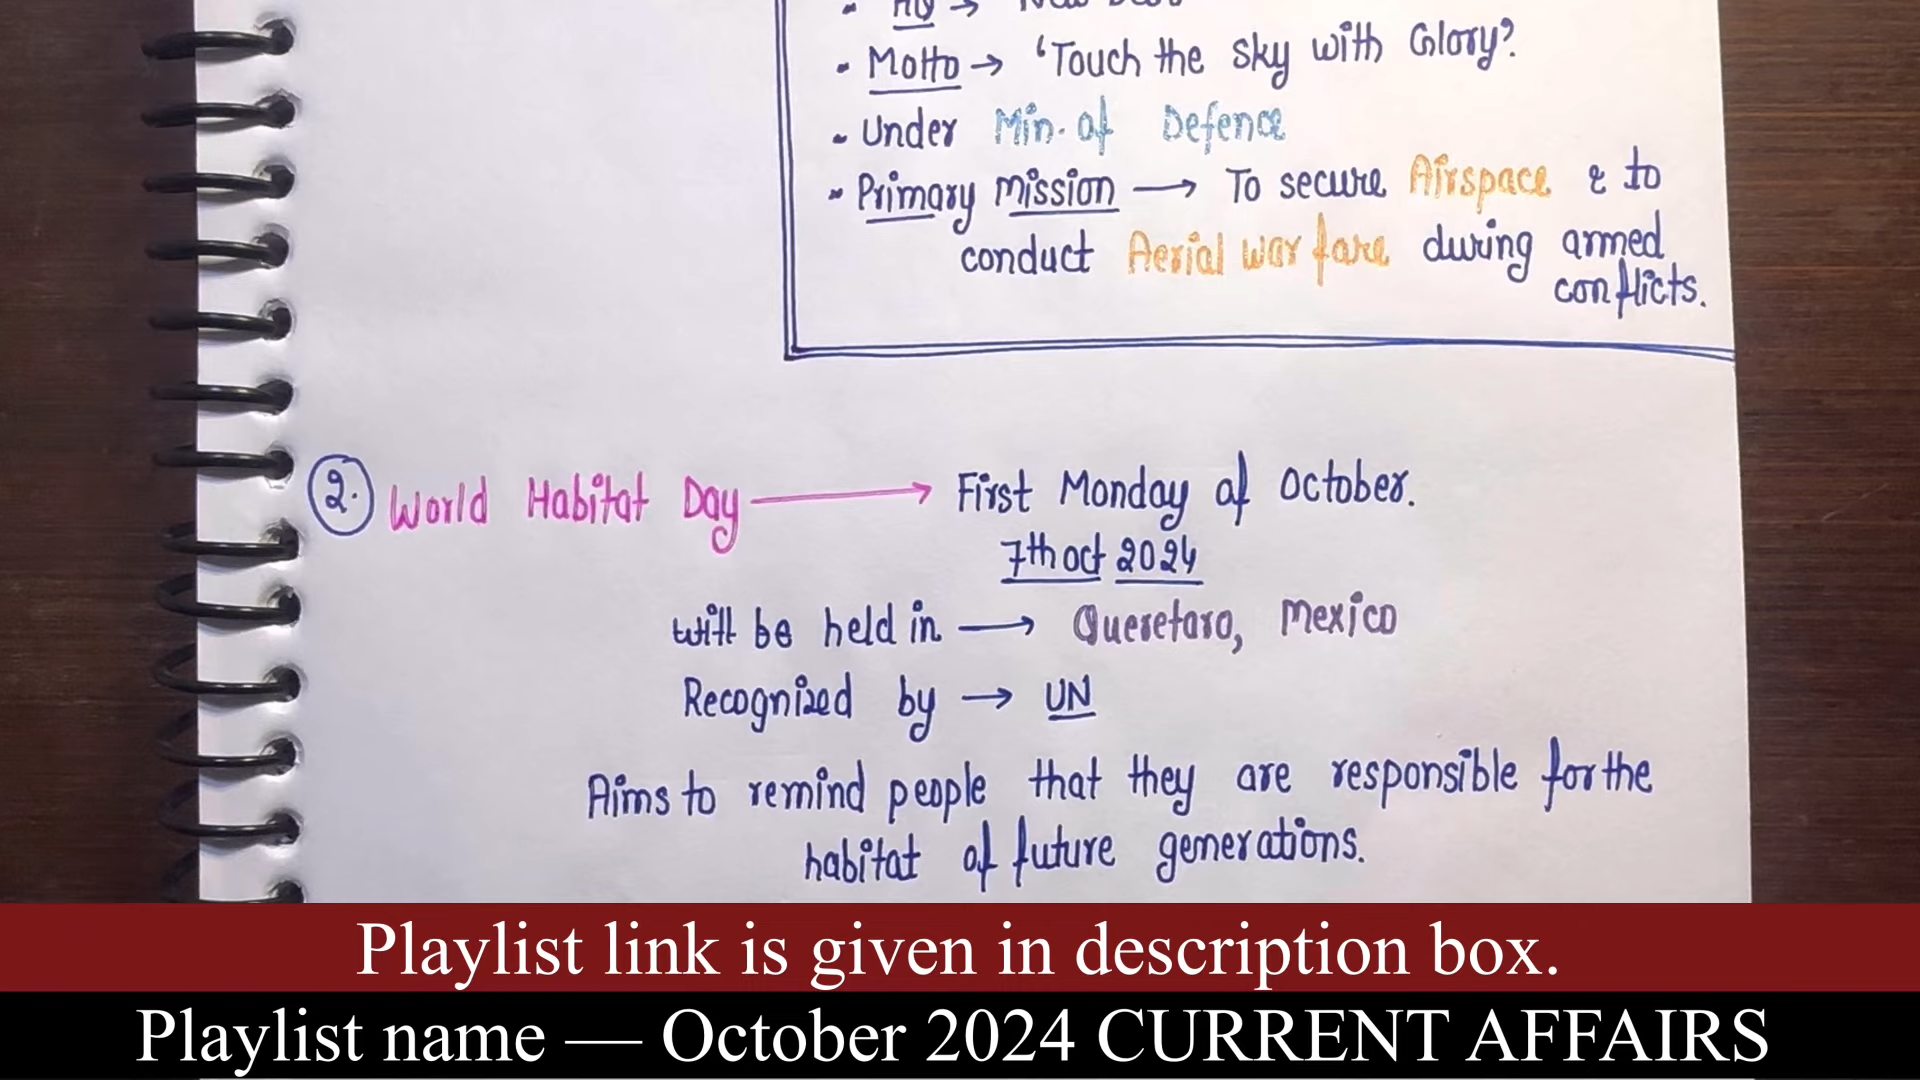 • HQ → New
• Motto → 'Touch the sky with Glory'.
• Under Min. of Defence
• Primary Mission → To secure Airspace & to
conduct Aerial war fare during armed
conflicts.
2. World Habitat Day → First Monday of October.
7th oct 2024
will be held in → Queretaro, Mexico
Recognized by → UN
Aims to remind people that they are responsible for the
habitat of future generations.
Playlist link is given in description box.
Playlist name — October 2024 CURRENT AFFAIRS